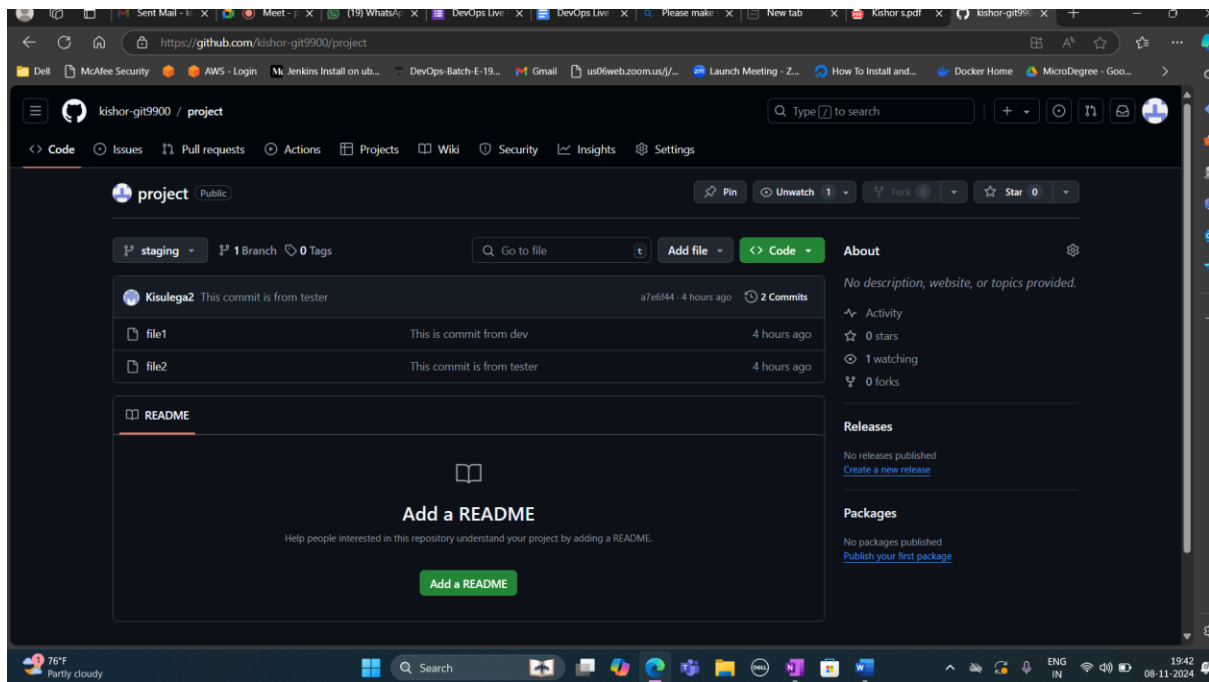 Sent Mail - k
Meet - p
(19) WhatsAp
DevOps Live
DevOps Live
Please make
New tab
Kishor s.pdf
kishor-git990
https://github.com/kishor-git9900/project
Dell
McAfee Security
AWS - Login
Jenkins Install on ub...
DevOps-Batch-E-19...
Gmail
us06web.zoom.us/j/...
Launch Meeting - Z...
How To Install and...
Docker Home
MicroDegree - Goo...
kishor-git9900 / project
Type / to search
Code
Issues
Pull requests
Actions
Projects
Wiki
Security
Insights
Settings
project Public
Pin
Unwatch 1
Fork 0
Star 0
staging
1 Branch
0 Tags
Go to file
t
Add file
Code
About
No description, website, or topics provided.
Kisulega2 This commit is from tester
a7e6f44 · 4 hours ago
2 Commits
Activity
file1
This is commit from dev
4 hours ago
0 stars
file2
This commit is from tester
4 hours ago
1 watching
0 forks
README
Releases
No releases published
Create a new release
Add a README
Help people interested in this repository understand your project by adding a README.
Add a README
Packages
No packages published
Publish your first package
1
76°F
Partly cloudy
Search
DELL
ENG
IN
19:42
08-11-2024